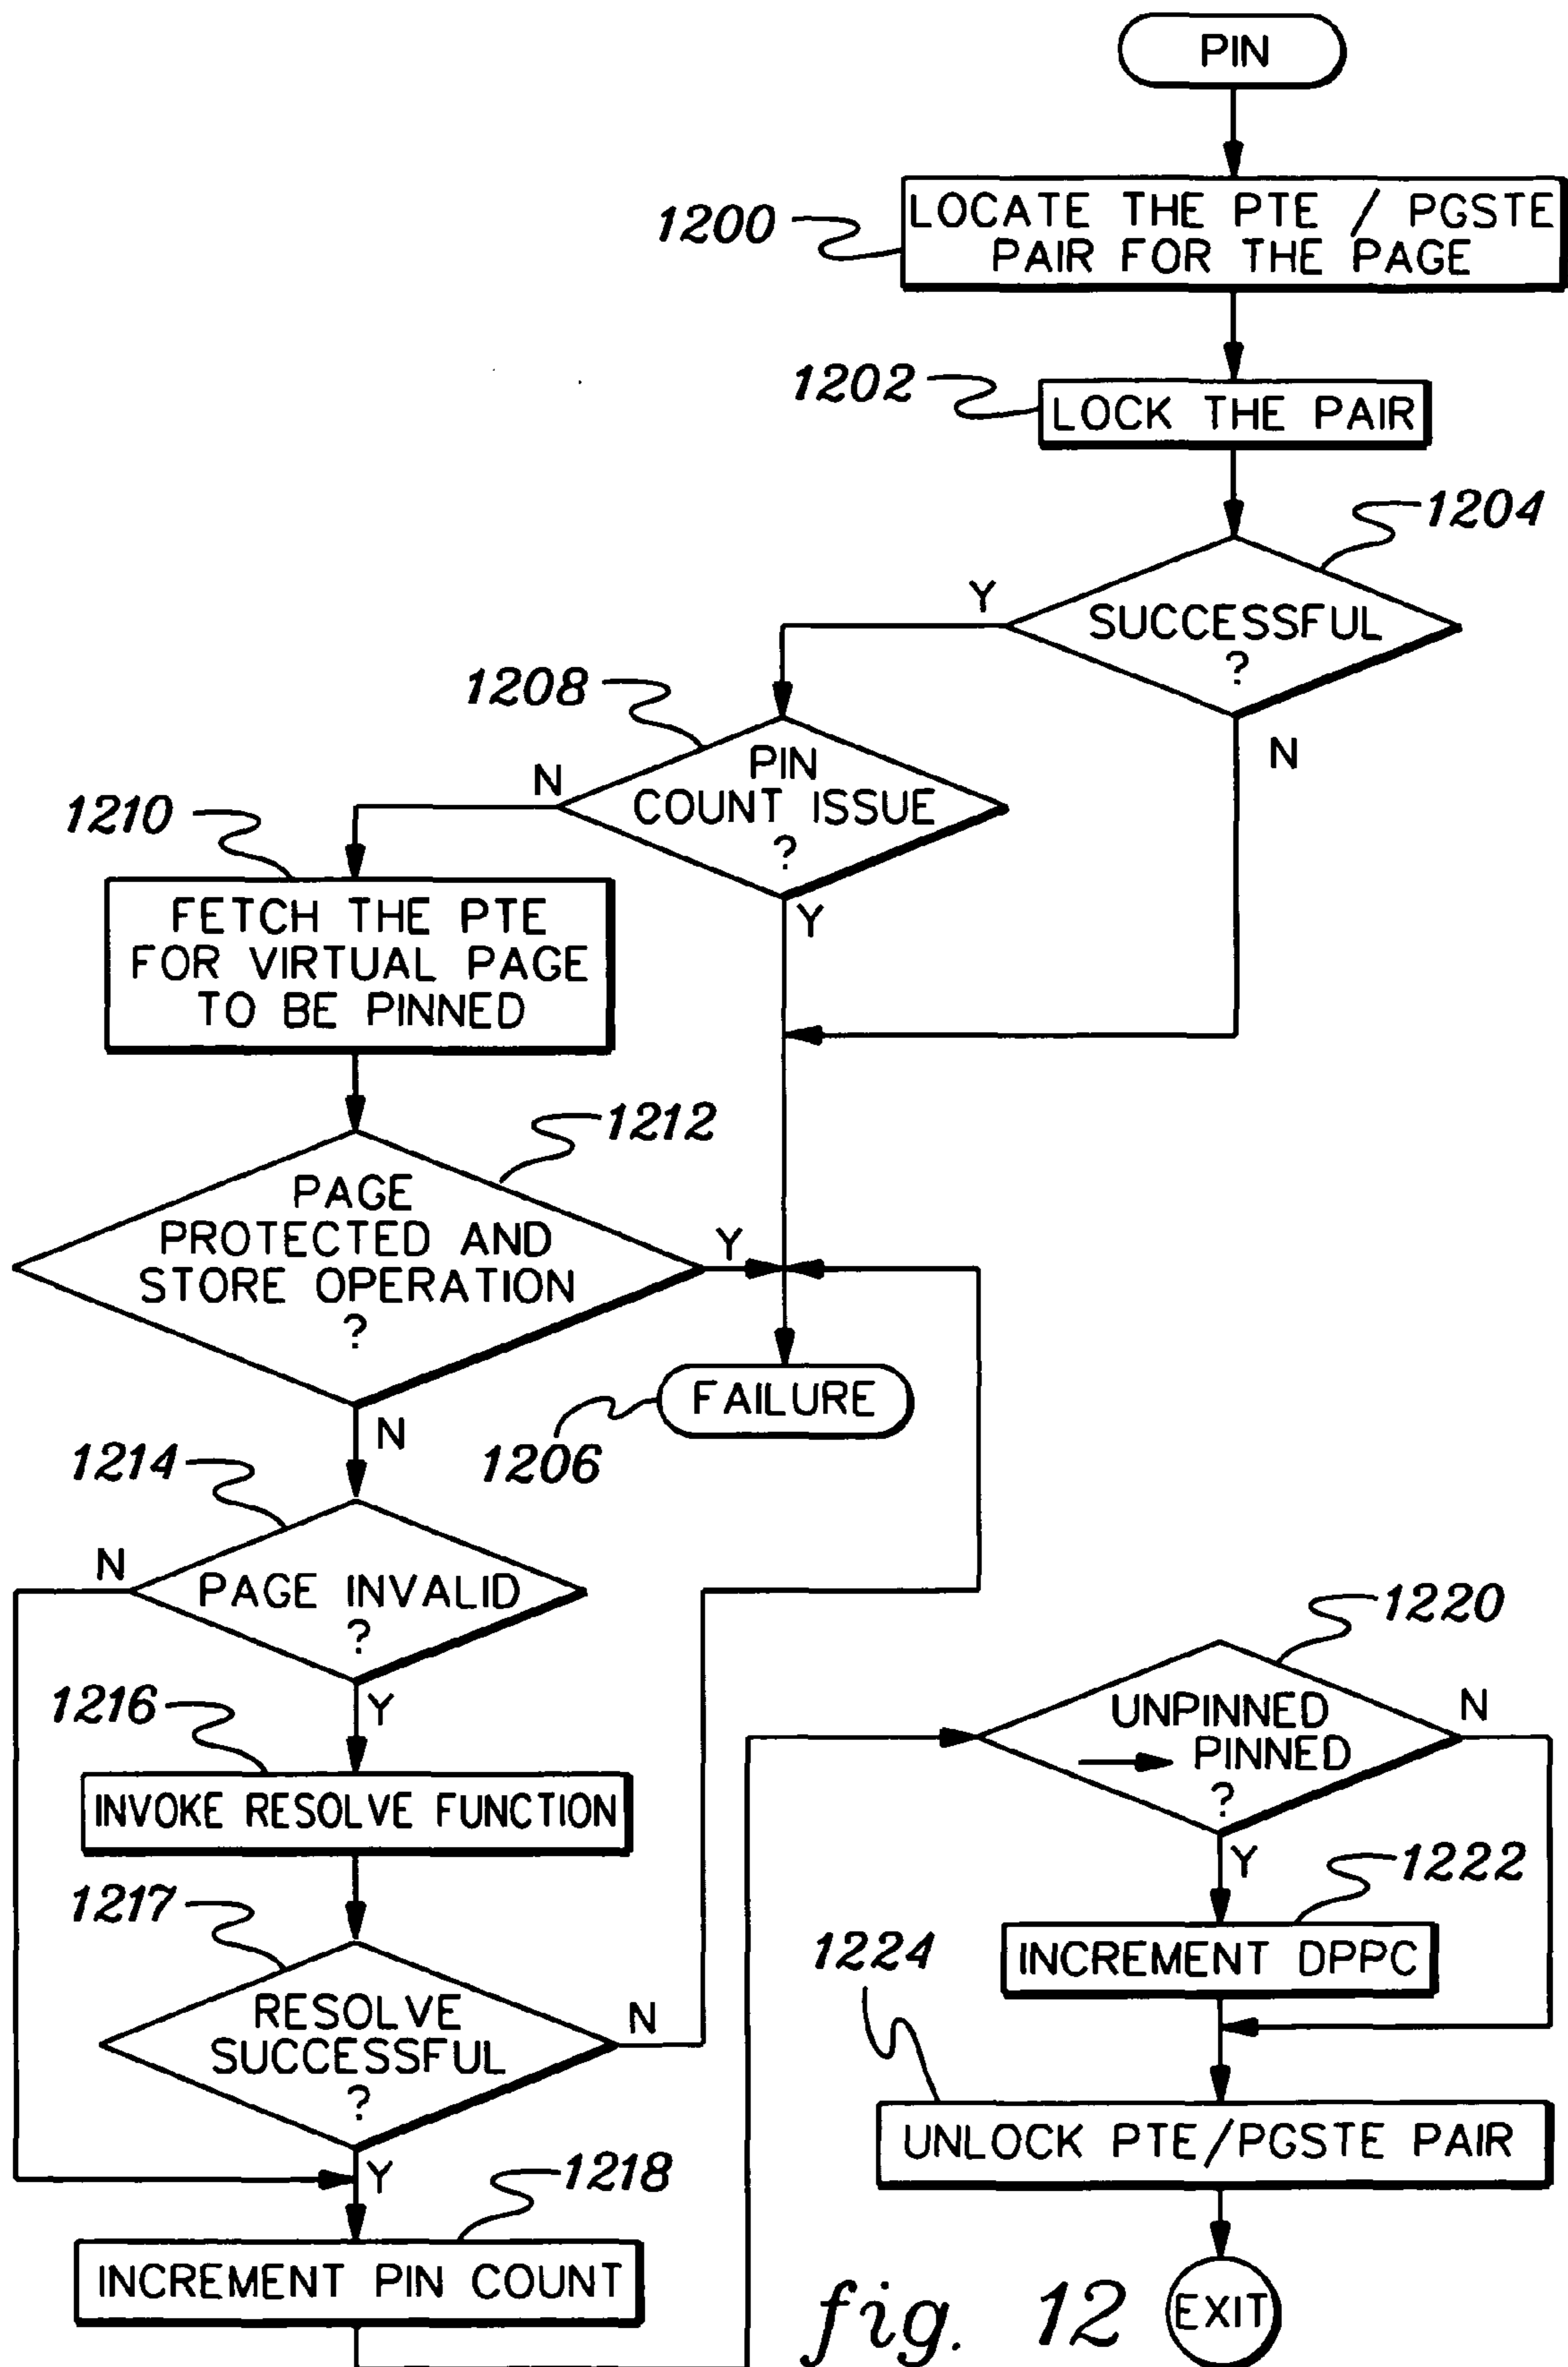 PIN
1200
LOCATE THE PTE / PGSTE
PAIR FOR THE PAGE
1202
LOCK THE PAIR
1204
SUCCESSFUL
?
Y
N
1208
PIN
COUNT ISSUE
?
N
Y
1210
FETCH THE PTE
FOR VIRTUAL PAGE
TO BE PINNED
1212
PAGE
PROTECTED AND
STORE OPERATION
?
Y
N
FAILURE
1206
1214
PAGE INVALID
?
N
Y
1216
INVOKE RESOLVE FUNCTION
1217
RESOLVE
SUCCESSFUL
?
N
Y
1218
INCREMENT PIN COUNT
1220
UNPINNED
→ PINNED
?
N
Y
1222
INCREMENT DPPC
1224
UNLOCK PTE/PGSTE PAIR
EXIT
fig. 12